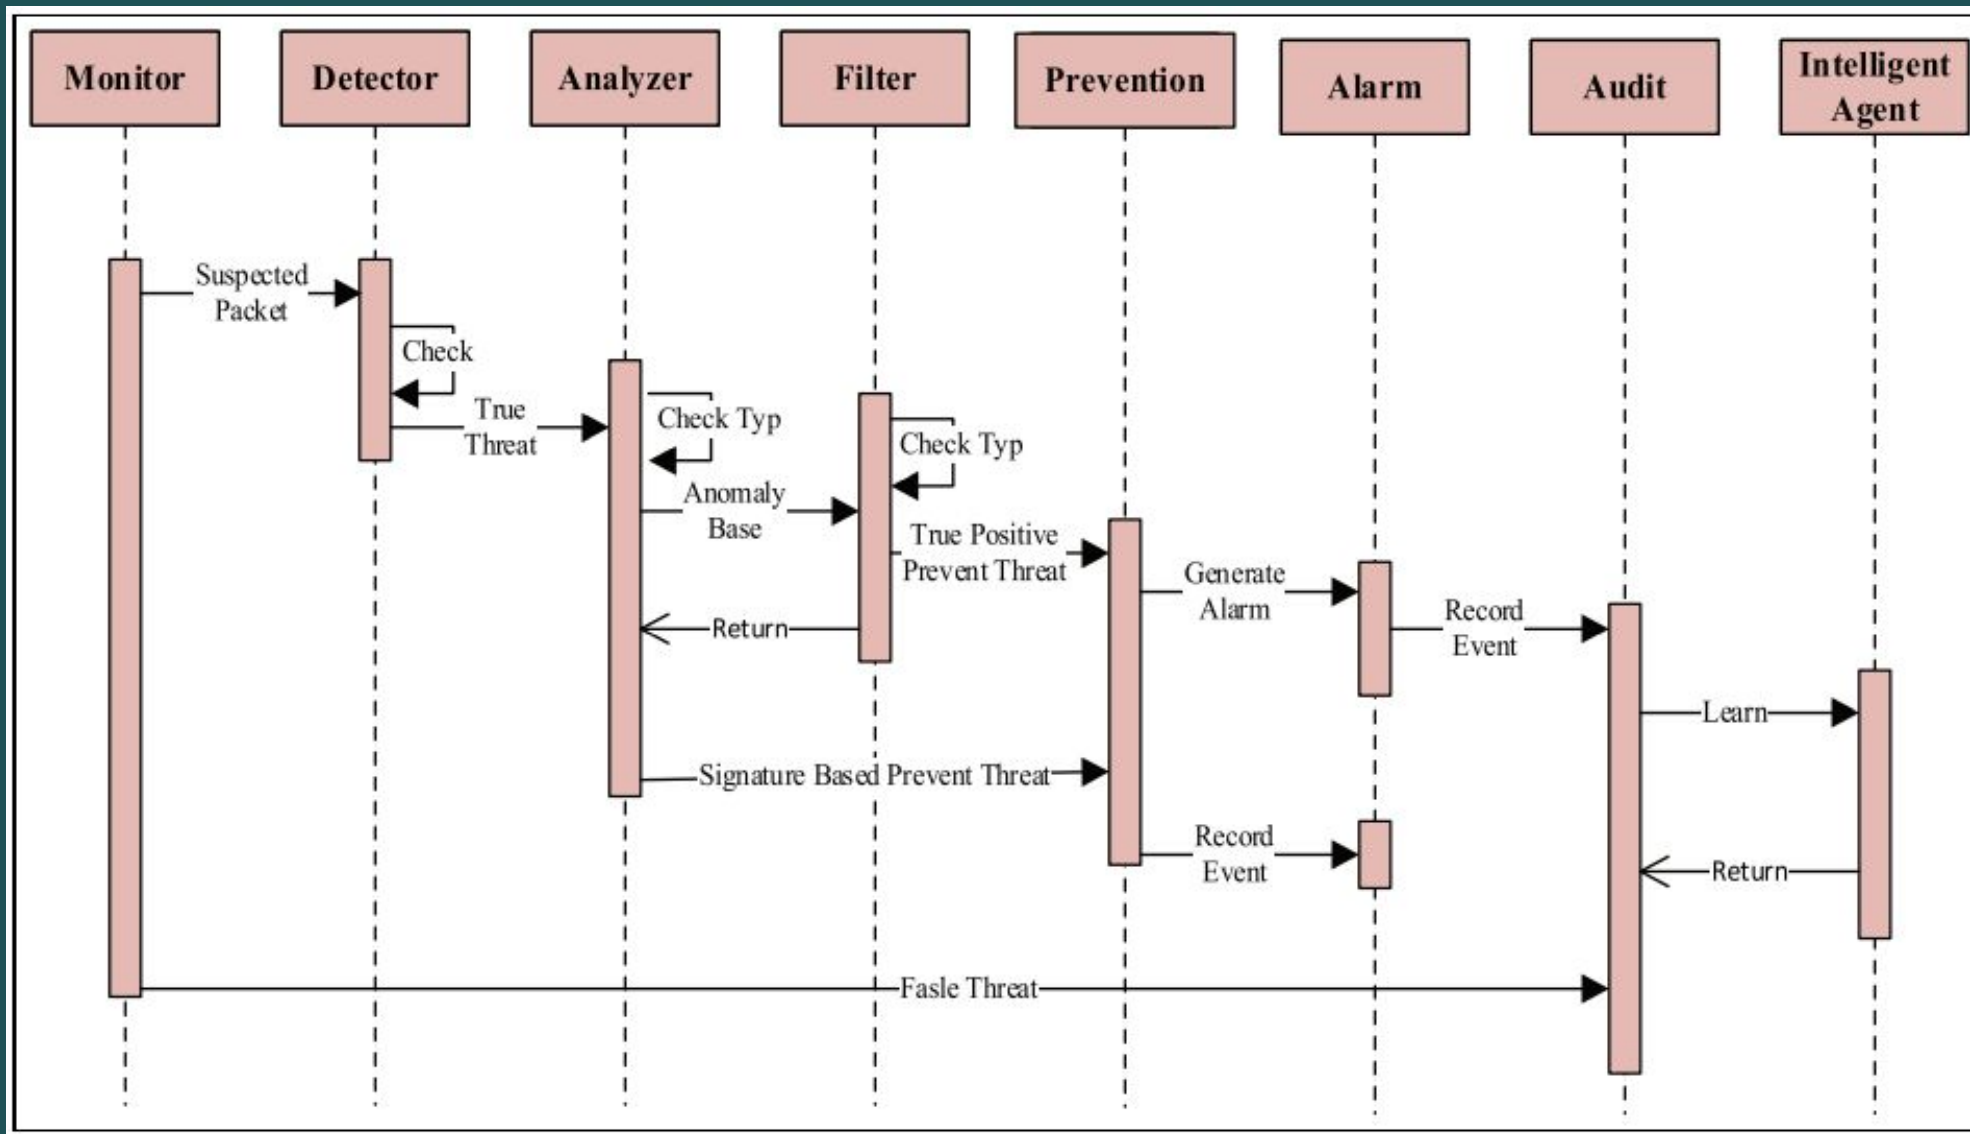 Monitor
Detector
Analyzer
Filter
Prevention
Alarm
Audit
Intelligent
Agent
Suspected
Packet
Check
True
Threat
Check Typ
Check Typ
Anomaly
Base
True Positive
Prevent Threat
Generate
Alarm
Return
Record
Event
Learn
Signature Based Prevent Threat
Record
Event
Return
Fasle Threat